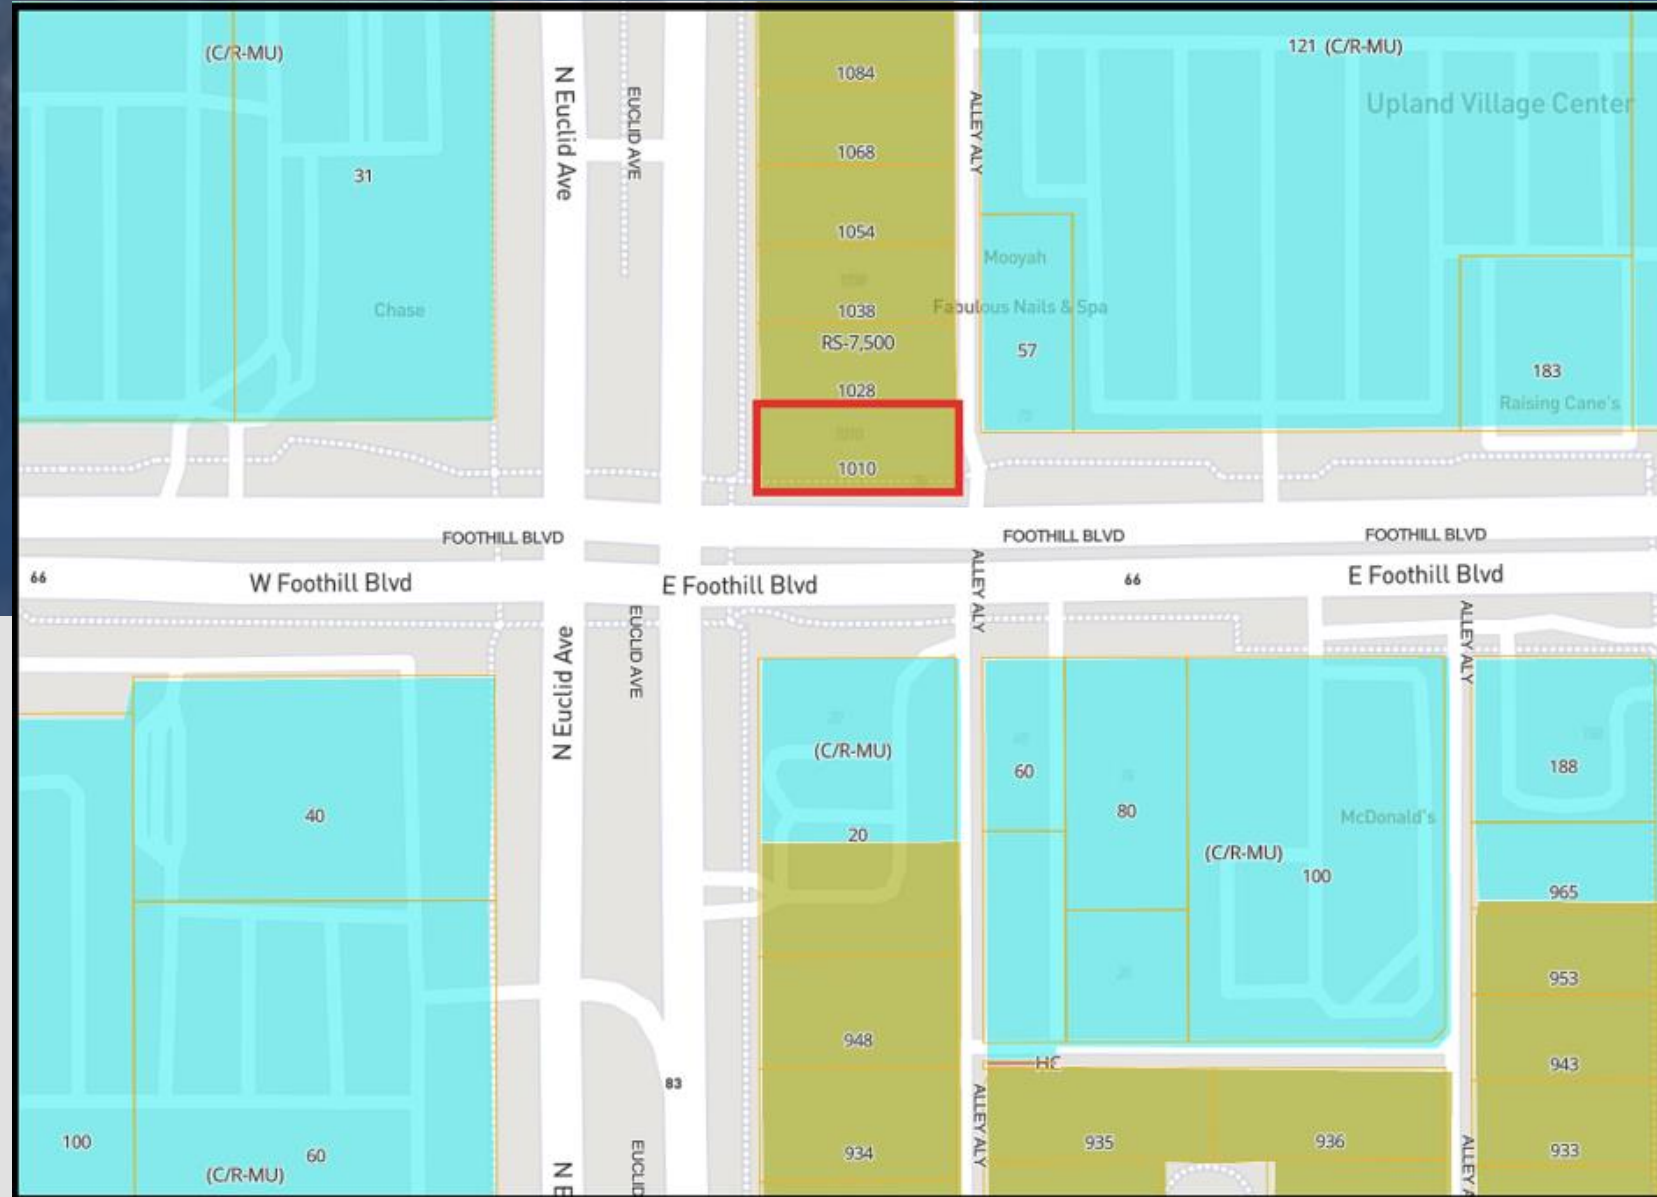 (C/R-MU)
31
Chase
N Euclid Ave
EUCLID AVE
1084
1068
1054
1038
RS-7,500
1028
1010
ALLEY ALY
121 (C/R-MU)
Upland Village Center
Mooyah
Fabulous Nails & Spa
57
183
Raising Cane's
FOOTHILL BLVD
FOOTHILL BLVD
FOOTHILL BLVD
66
W Foothill Blvd
E Foothill Blvd
66
E Foothill Blvd
N Euclid Ave
EUCLID AVE
ALLEY ALY
ALLEY ALY
40
(C/R-MU)
20
60
80
(C/R-MU)
100
McDonald's
188
965
953
948
943
HE
83
100
60
(C/R-MU)
N E
EUCLID
934
ALLEY ALY
935
936
933
ALLEY A